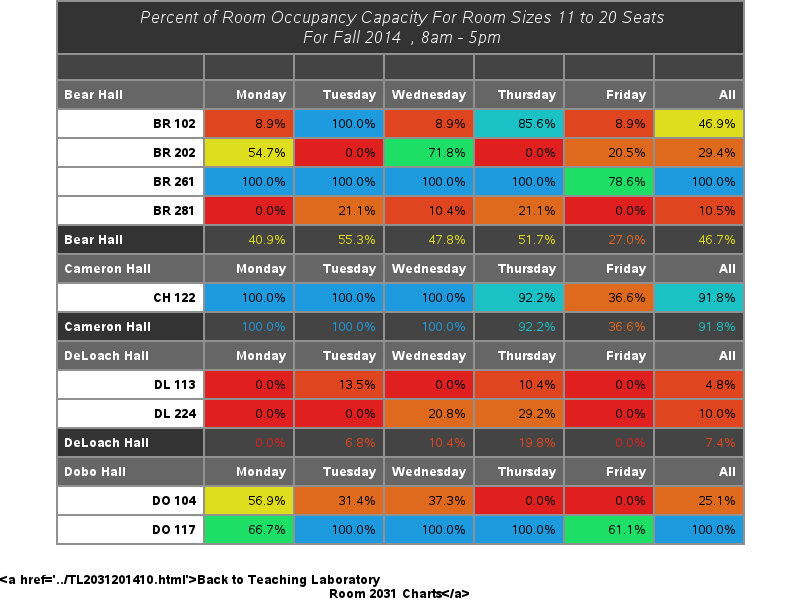 Percent of Room Occupancy Capacity For Room Sizes 11 to 20 Seats
For Fall 2014 , 8am - 5pm
Bear Hall Monday Tuesday Wednesday Thursday Friday All
BR 102 8.9% 100.0% 8.9% 85.6% 8.9% 46.9%
BR 202 54.7% 0.0% 71.8% 0.0% 20.5% 29.4%
BR 261 100.0% 100.0% 100.0% 100.0% 78.6% 100.0%
BR 281 0.0% 21.1% 10.4% 21.1% 0.0% 10.5%
Bear Hall 40.9% 55.3% 47.8% 51.7% 27.0% 46.7%
Cameron Hall Monday Tuesday Wednesday Thursday Friday All
CH 122 100.0% 100.0% 100.0% 92.2% 36.6% 91.8%
Cameron Hall 100.0% 100.0% 100.0% 92.2% 36.6% 91.8%
DeLoach Hall Monday Tuesday Wednesday Thursday Friday All
DL 113 0.0% 13.5% 0.0% 10.4% 0.0% 4.8%
DL 224 0.0% 0.0% 20.8% 29.2% 0.0% 10.0%
DeLoach Hall 0.0% 6.8% 10.4% 19.8% 0.0% 7.4%
Dobo Hall Monday Tuesday Wednesday Thursday Friday All
DO 104 56.9% 31.4% 37.3% 0.0% 0.0% 25.1%
DO 117 66.7% 100.0% 100.0% 100.0% 61.1% 100.0%
<a href='../TL2031201410.html'>Back to Teaching Laboratory
Room 2031 Charts</a>